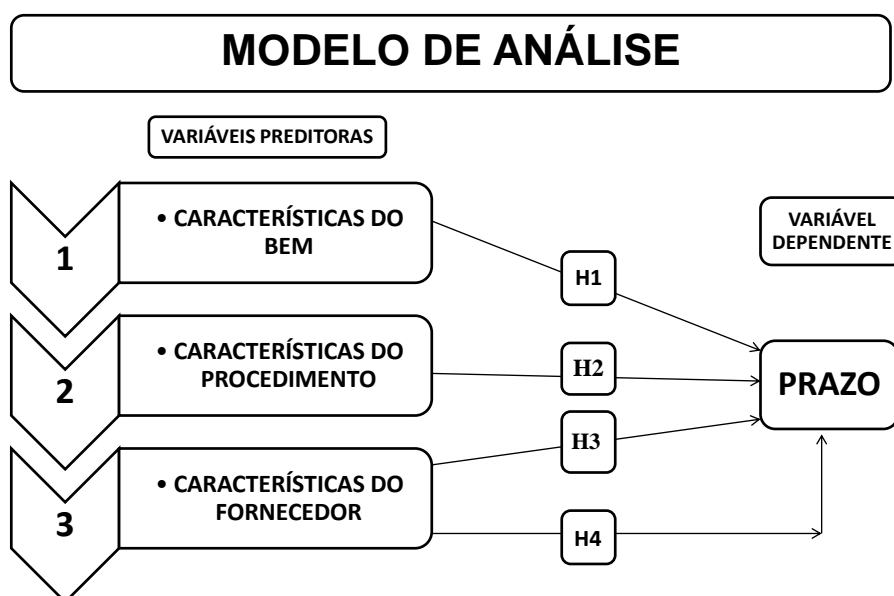 MODELO DE ANÁLISE
VARIÁVEIS PREDITORAS
1
• CARACTERÍSTICAS DO
BEM
H1
VARIÁVEL
DEPENDENTE
2
• CARACTERÍSTICAS DO
PROCEDIMENTO
H2
PRAZO
3
• CARACTERÍSTICAS DO
FORNECEDOR
H3
H4